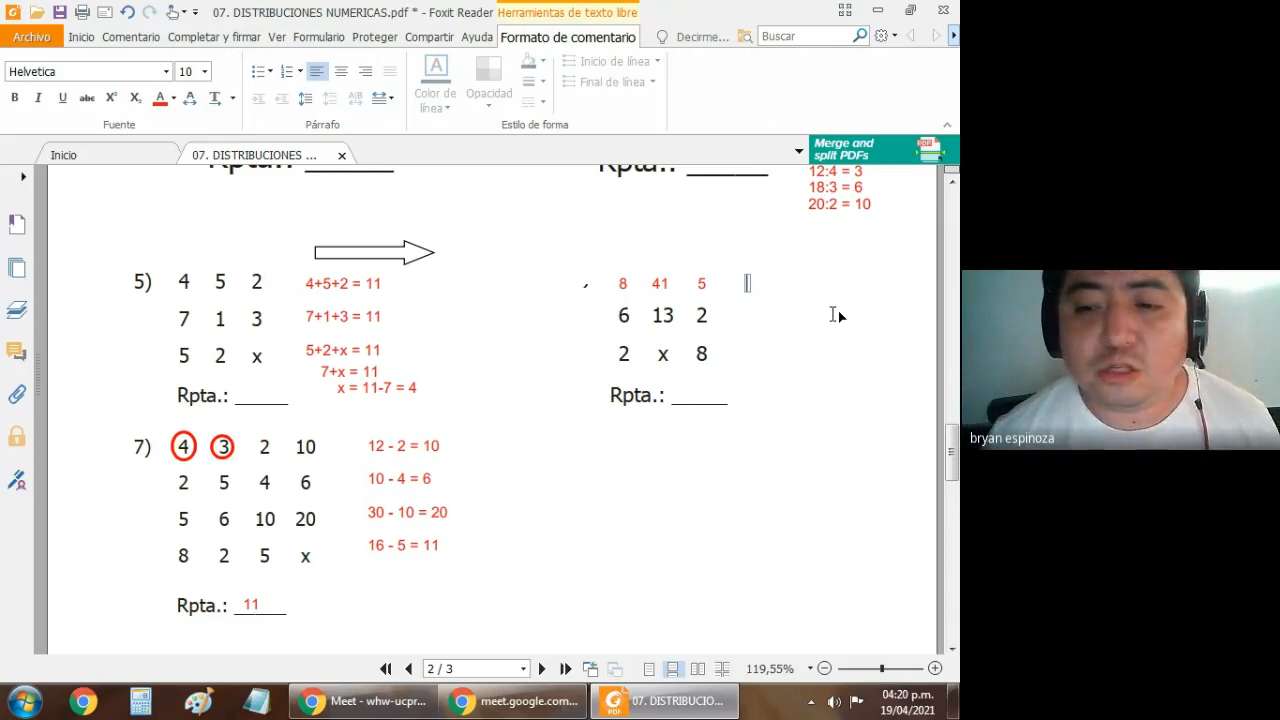 07. DISTRIBUCIONES NUMERICAS.pdf * - Foxit Reader
Herramientas de texto libre
Archivo Inicio Comentario Completar y firmar Ver Formulario Proteger Compartir Ayuda Formato de comentario Decirme... Buscar
Helvetica 10
Color de línea
Opacidad
Inicio de línea
Final de línea
Fuente Párrafo Estilo de forma
Inicio 07. DISTRIBUCIONES ...
Merge and
split PDFs
12:4 = 3
18:3 = 6
20:2 = 10
5) 4 5 2 4+5+2 = 11
7 1 3 7+1+3 = 11
5 2 x 5+2+x = 11
7+x = 11
x = 11-7 = 4
Rpta.: _____
8 41 5
6 13 2
2 x 8
Rpta.: _____
7) 4 3 2 10 12 - 2 = 10
2 5 4 6 10 - 4 = 6
5 6 10 20 30 - 10 = 20
8 2 5 x 16 - 5 = 11
Rpta.: 11
bryan espinoza
2 / 3
119,55%
Meet - whw-ucpr...
meet.google.com...
07. DISTRIBUCIO...
04:20 p.m.
19/04/2021